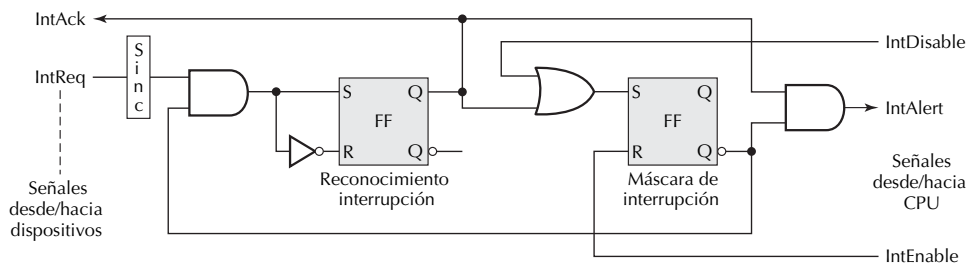 IntAck
IntReq
Sinc
Señales
desde/hacia
dispositivos
S
Q
FF
R
Q
Reconocimiento
interrupción
S
Q
FF
R
Q
Máscara de
interrupción
IntDisable
IntAlert
Señales
desde/hacia
CPU
IntEnable